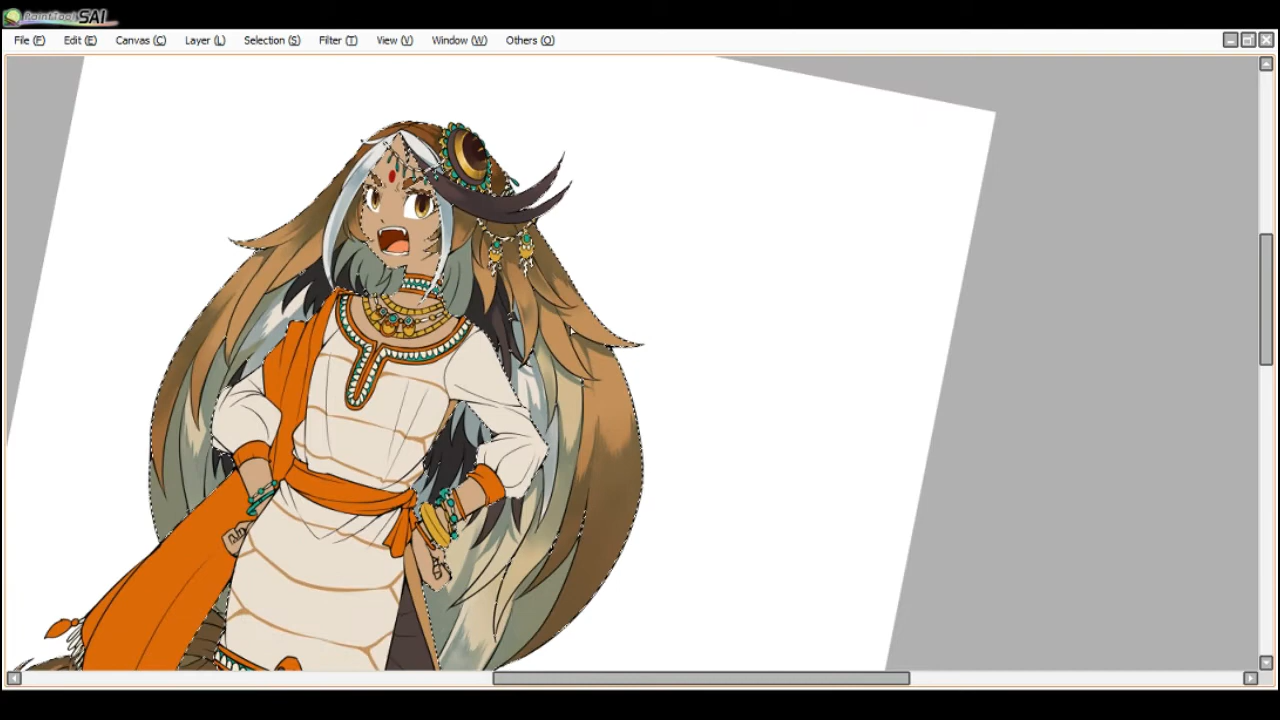 PaintTool SAI
File (F) Edit (E) Canvas (C) Layer (L) Selection (S) Filter (T) View (V) Window (W) Others (O)